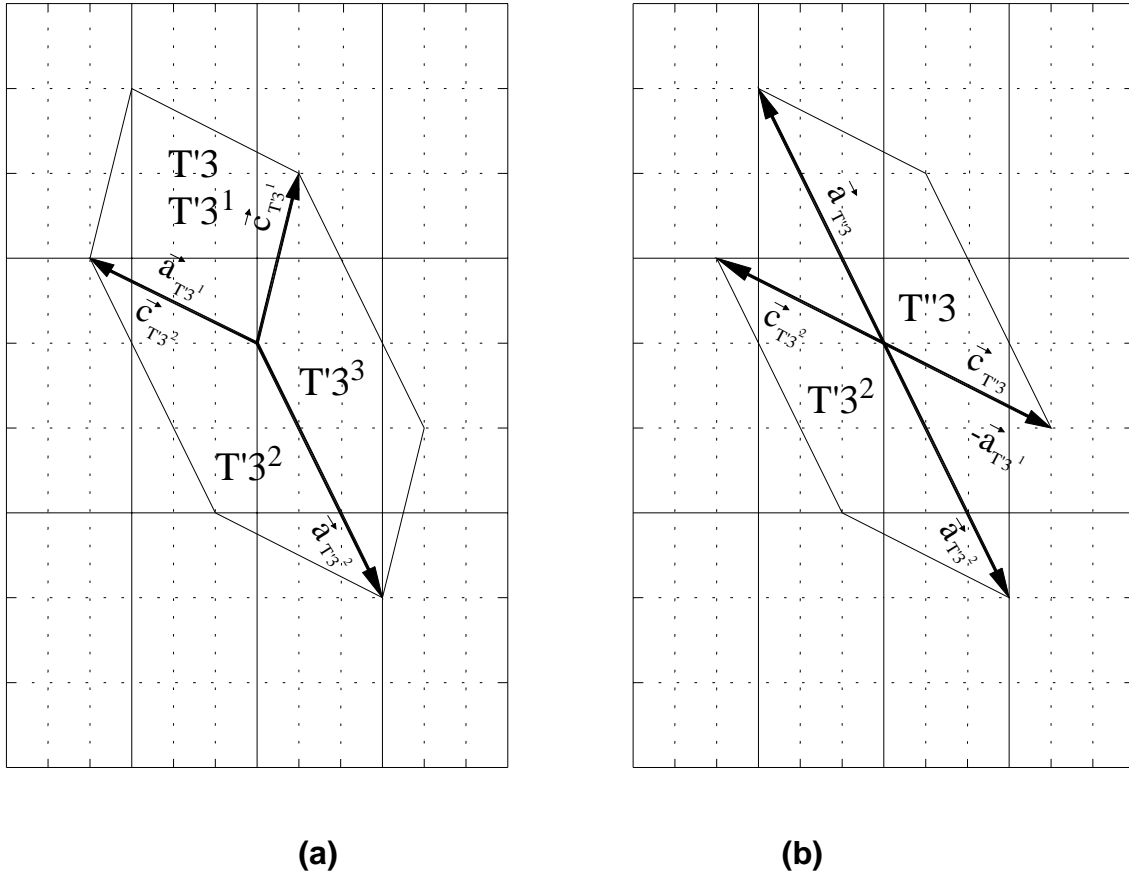 T'3
T'3¹
c⃗ T'3¹
a⃗ T'3¹
c⃗ T'3²
T'3³
T'3²
a⃗ T'3²
(a)
a⃗ T''3
T''3
c⃗ T'3²
c⃗ T''3
T'3²
-a⃗ T'3¹
a⃗ T'3²
(b)